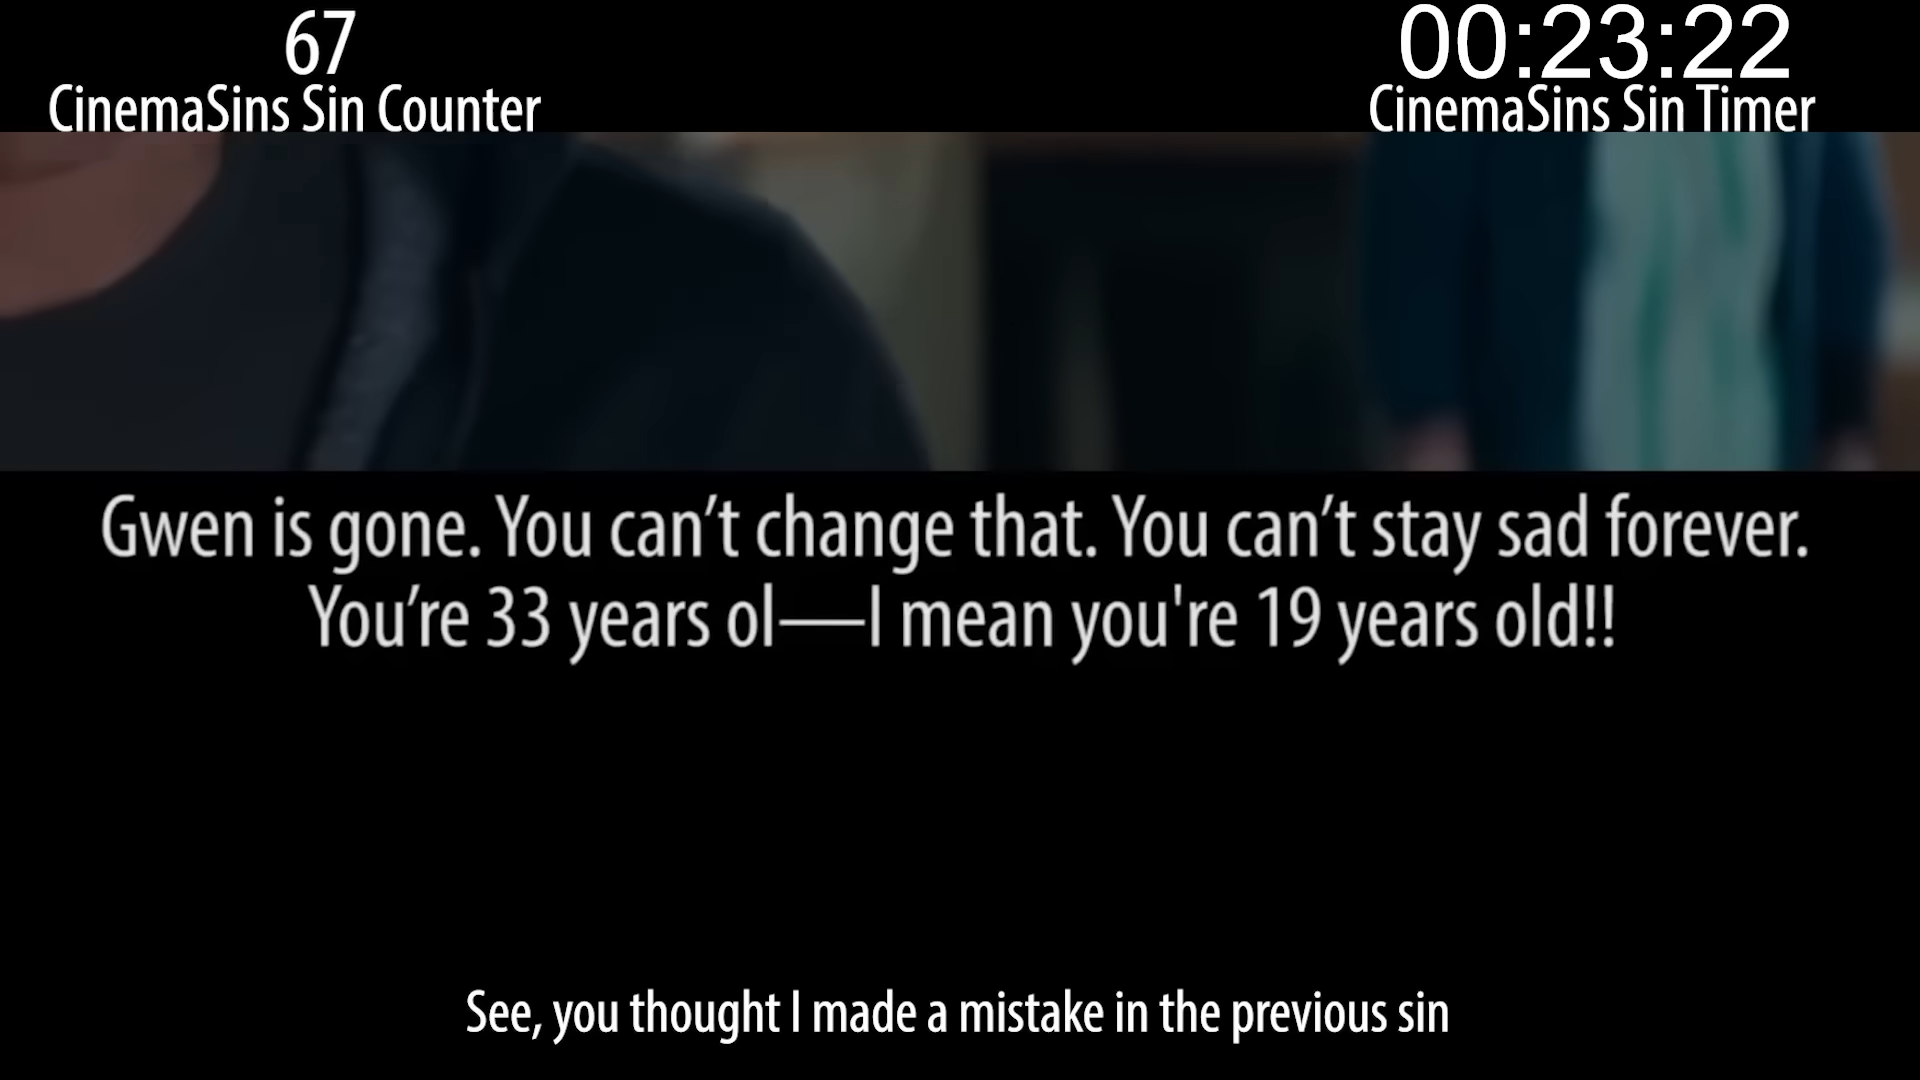 67
CinemaSins Sin Counter
00:23:22
CinemaSins Sin Timer
Gwen is gone. You can’t change that. You can’t stay sad forever.
You’re 33 years ol—I mean you're 19 years old!!
See, you thought I made a mistake in the previous sin